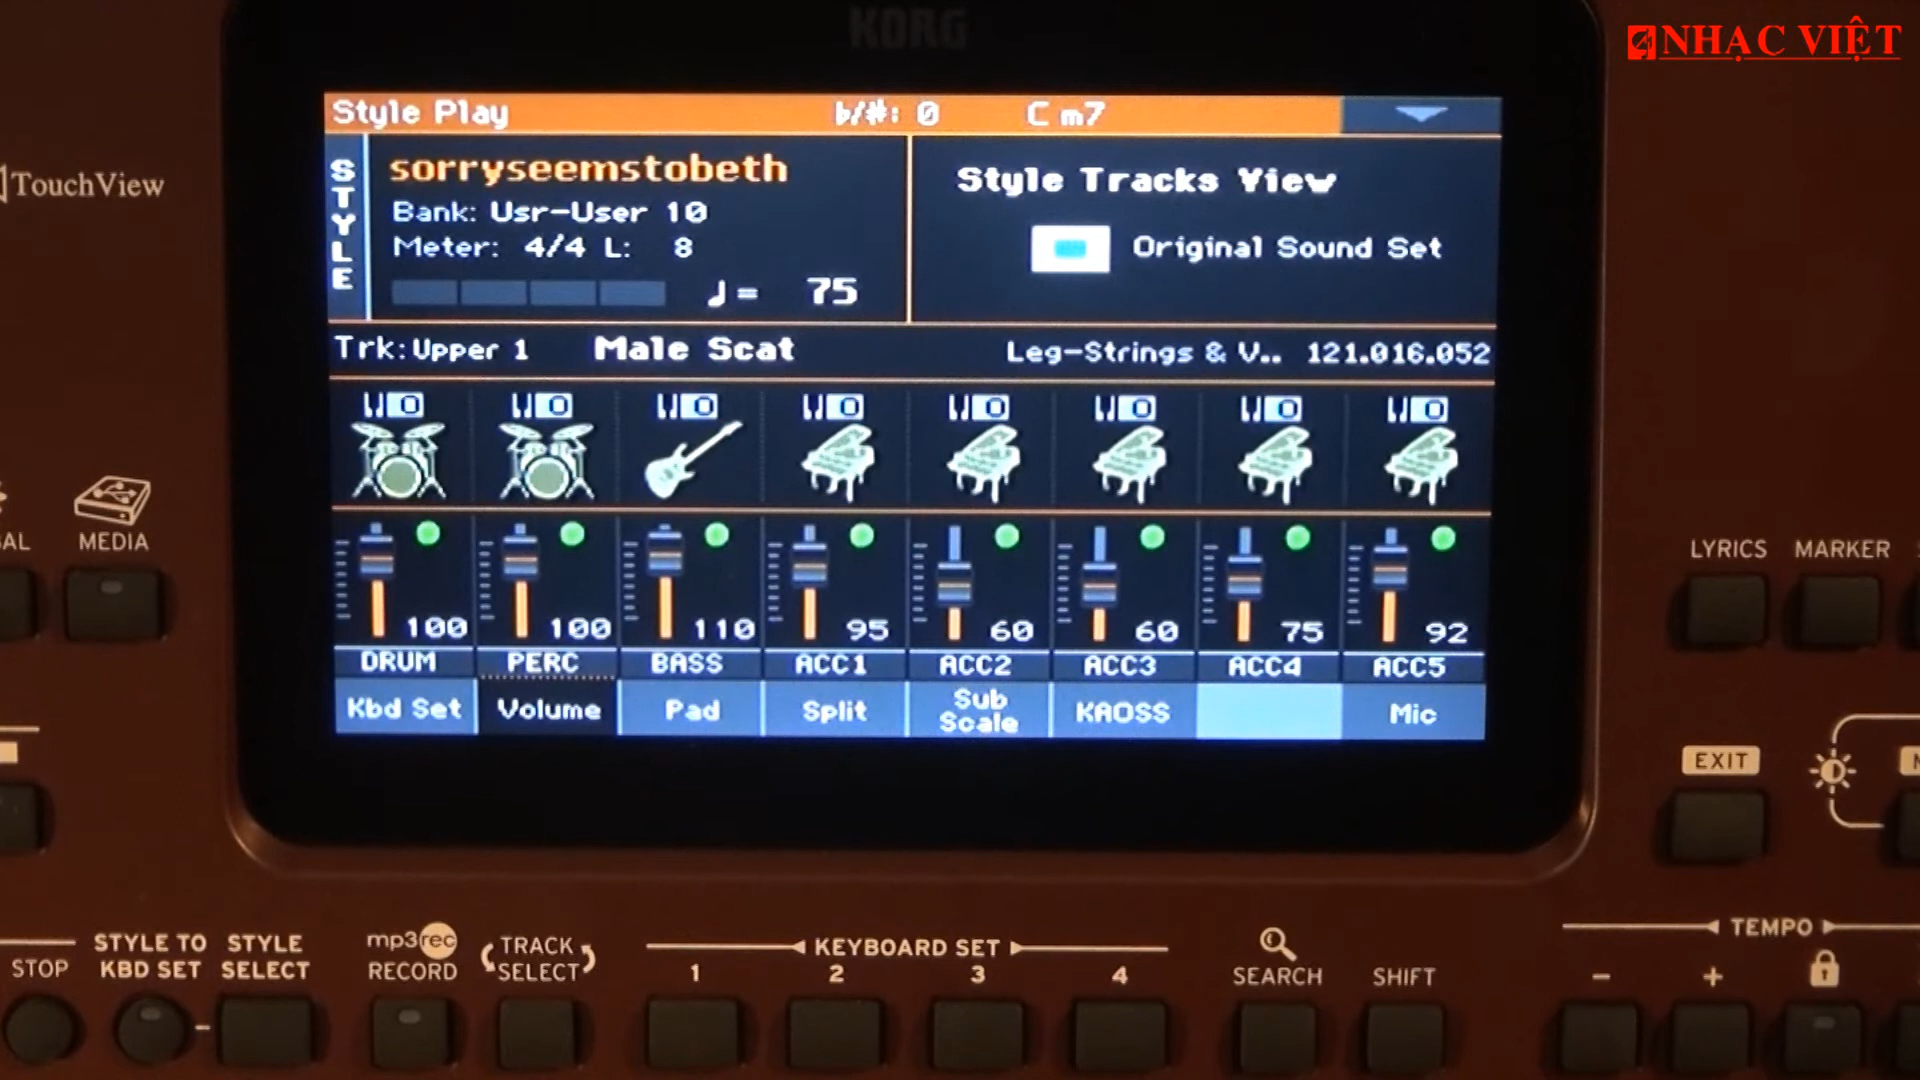 KORG
NHẠC VIỆT
Style Play ♭/#: 0 C m7
TouchView
STYLE
sorryseemstobeth
Bank: Usr-User 10
Meter: 4/4 L: 8
♩= 75
Style Tracks View
Original Sound Set
Trk: Upper 1 Male Scat Leg-Strings & V.. 121.016.052
100 100 110 95 60 60 75 92
DRUM PERC BASS ACC1 ACC2 ACC3 ACC4 ACC5
Kbd Set Volume Pad Split Sub Scale KAOSS Mic
MEDIA
LYRICS MARKER
EXIT
STOP
STYLE TO
KBD SET
STYLE
SELECT
mp3rec
RECORD
TRACK
SELECT
KEYBOARD SET
1 2 3 4
SEARCH
SHIFT
TEMPO
- +